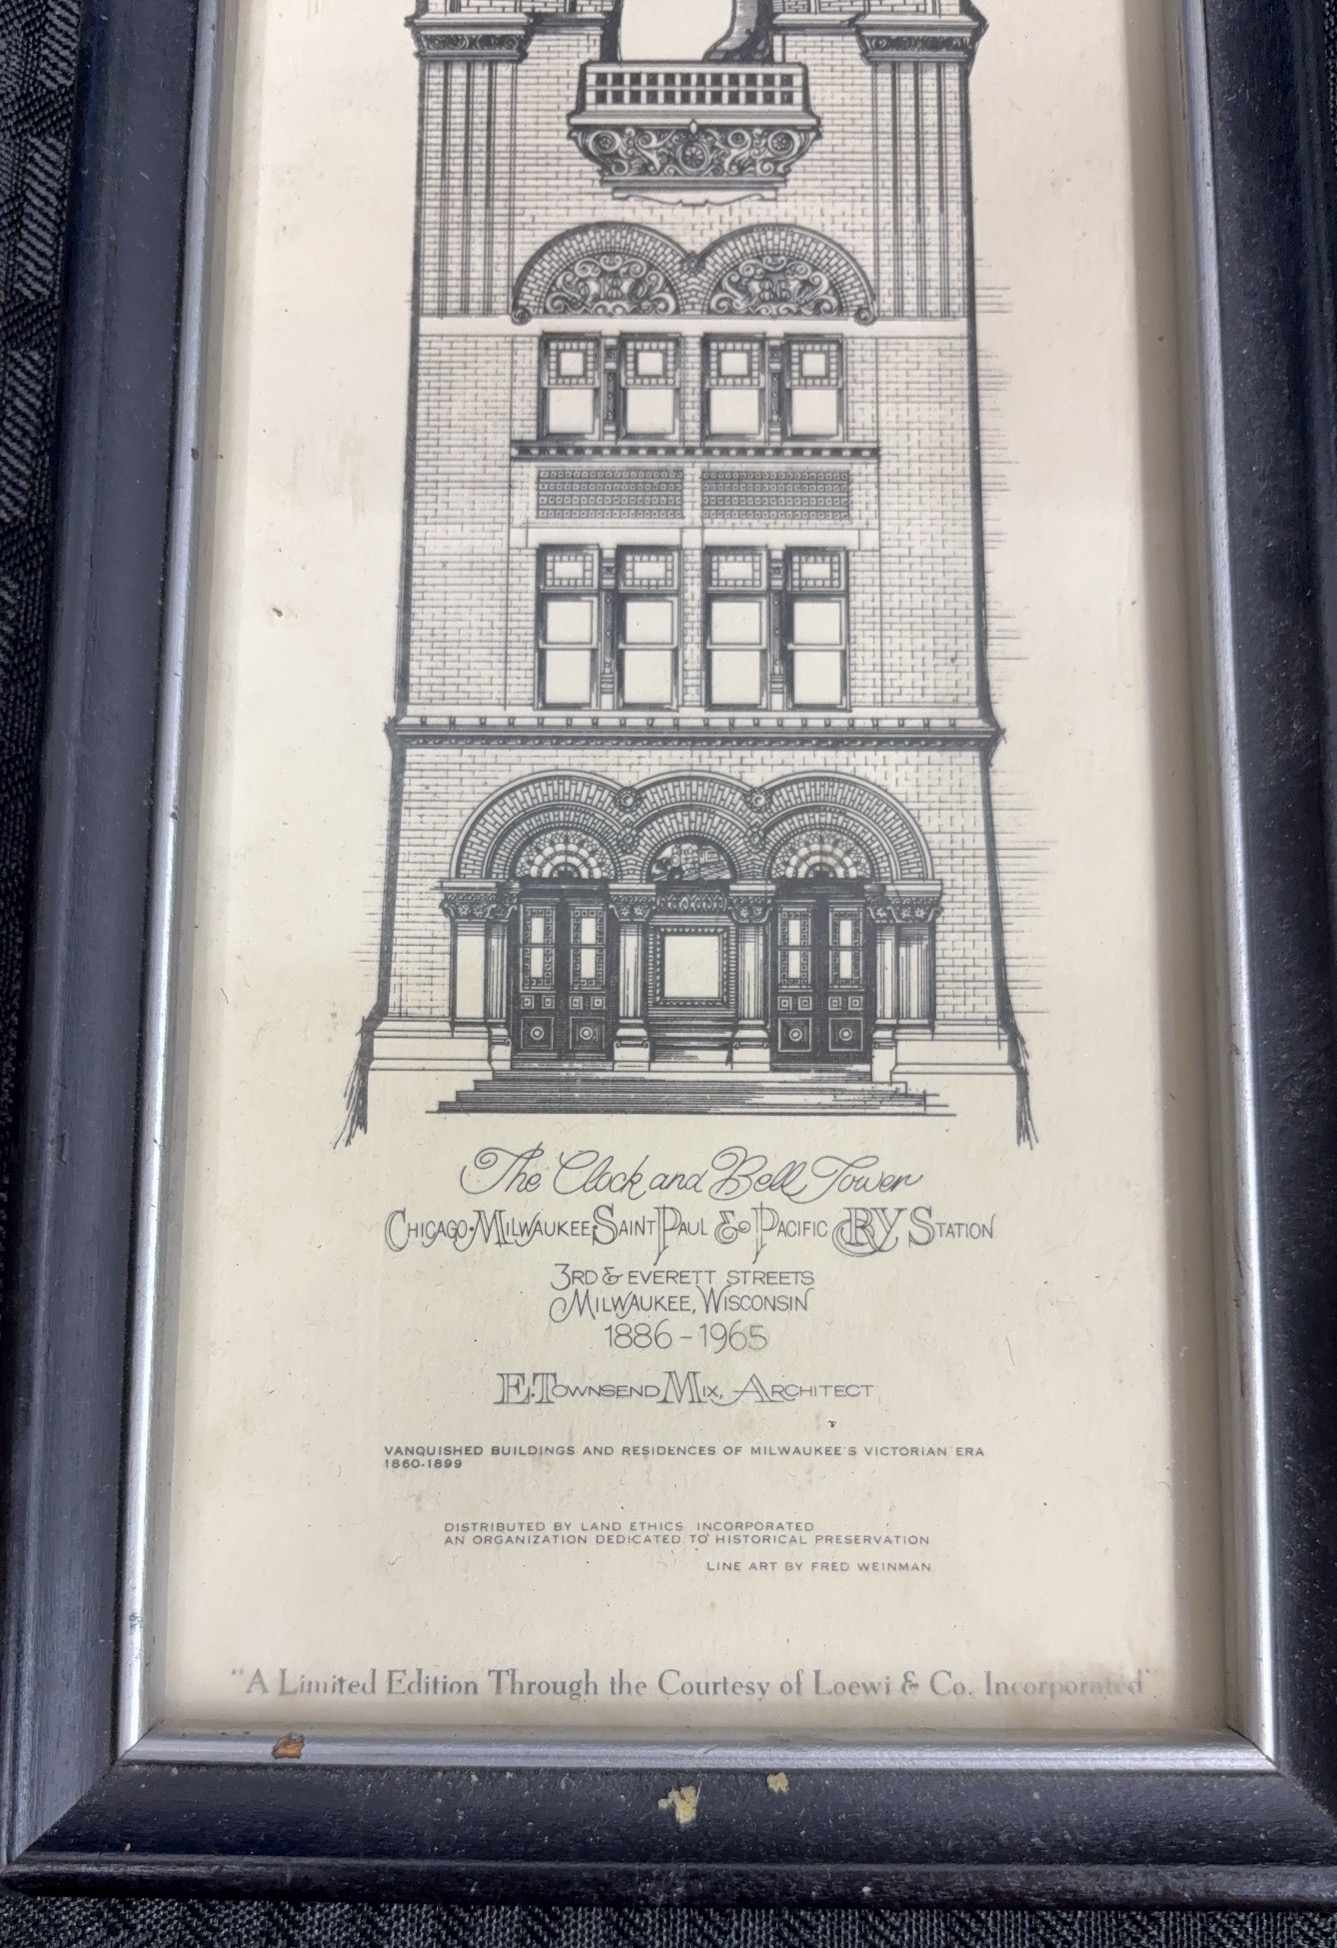 18 86
The Clock and Bell Tower
CHICAGO·MILWAUKEE SAINT PAUL & PACIFIC RY STATION
3RD & EVERETT STREETS
MILWAUKEE, WISCONSIN
1886-1965
E. TOWNSEND MIX, ARCHITECT
VANQUISHED BUILDINGS AND RESIDENCES OF MILWAUKEE'S VICTORIAN ERA
1860-1899
DISTRIBUTED BY LAND ETHICS INCORPORATED
AN ORGANIZATION DEDICATED TO HISTORICAL PRESERVATION
LINE ART BY FRED WEINMAN
"A Limited Edition Through the Courtesy of Loewi & Co. Incorporated"